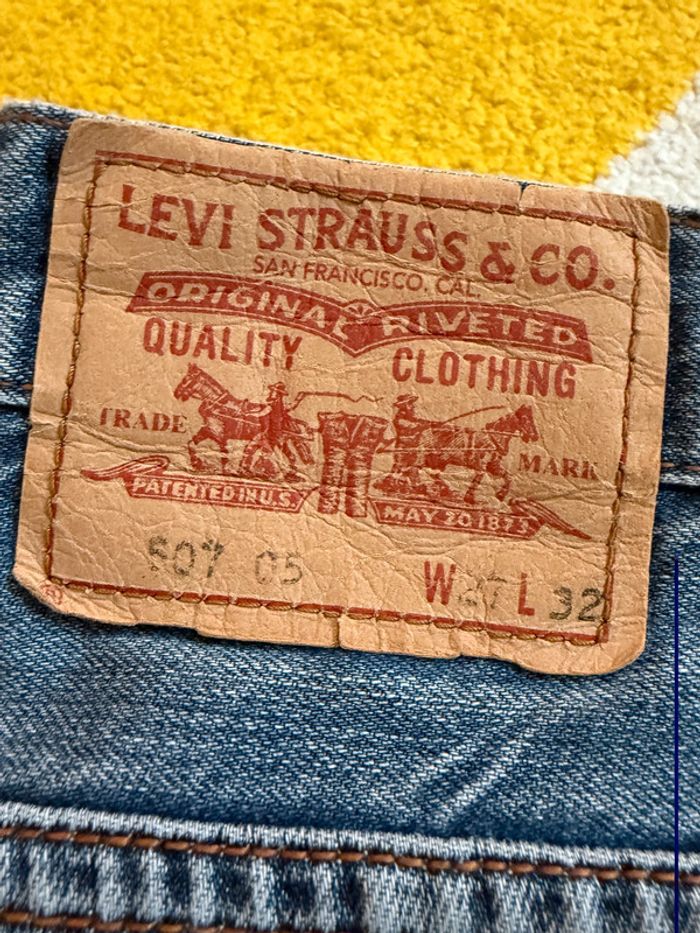 LEVI STRAUSS & CO.
SAN FRANCISCO, CAL.
ORIGINAL RIVETED
QUALITY CLOTHING
TRADE MARK
PATENTED IN U.S. MAY 20 1873
507 05 W 27 L 32